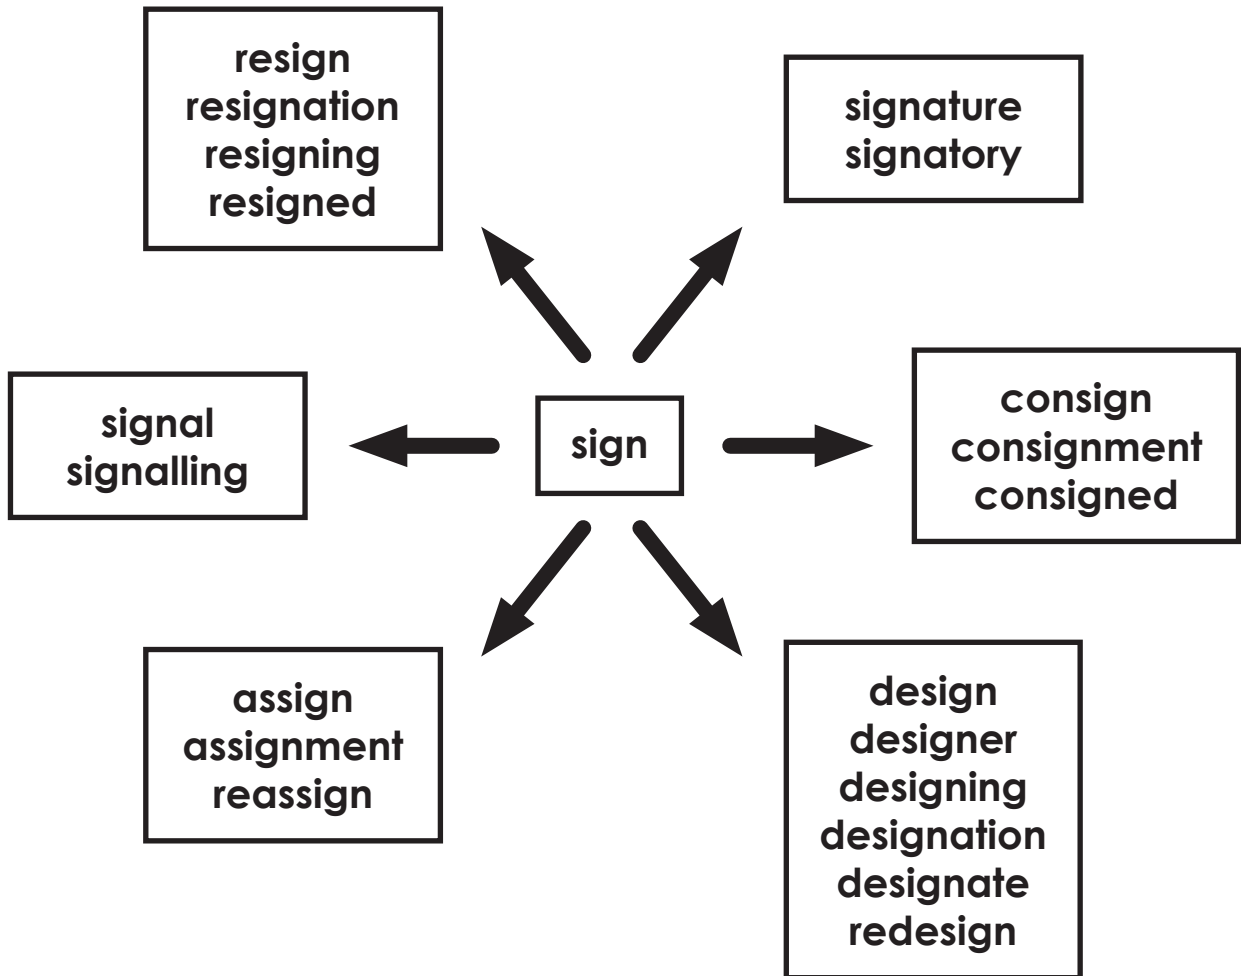 resign
resignation
resigning
resigned
signature
signatory
signal
signalling
sign
consign
consignment
consigned
assign
assignment
reassign
design
designer
designing
designation
designate
redesign